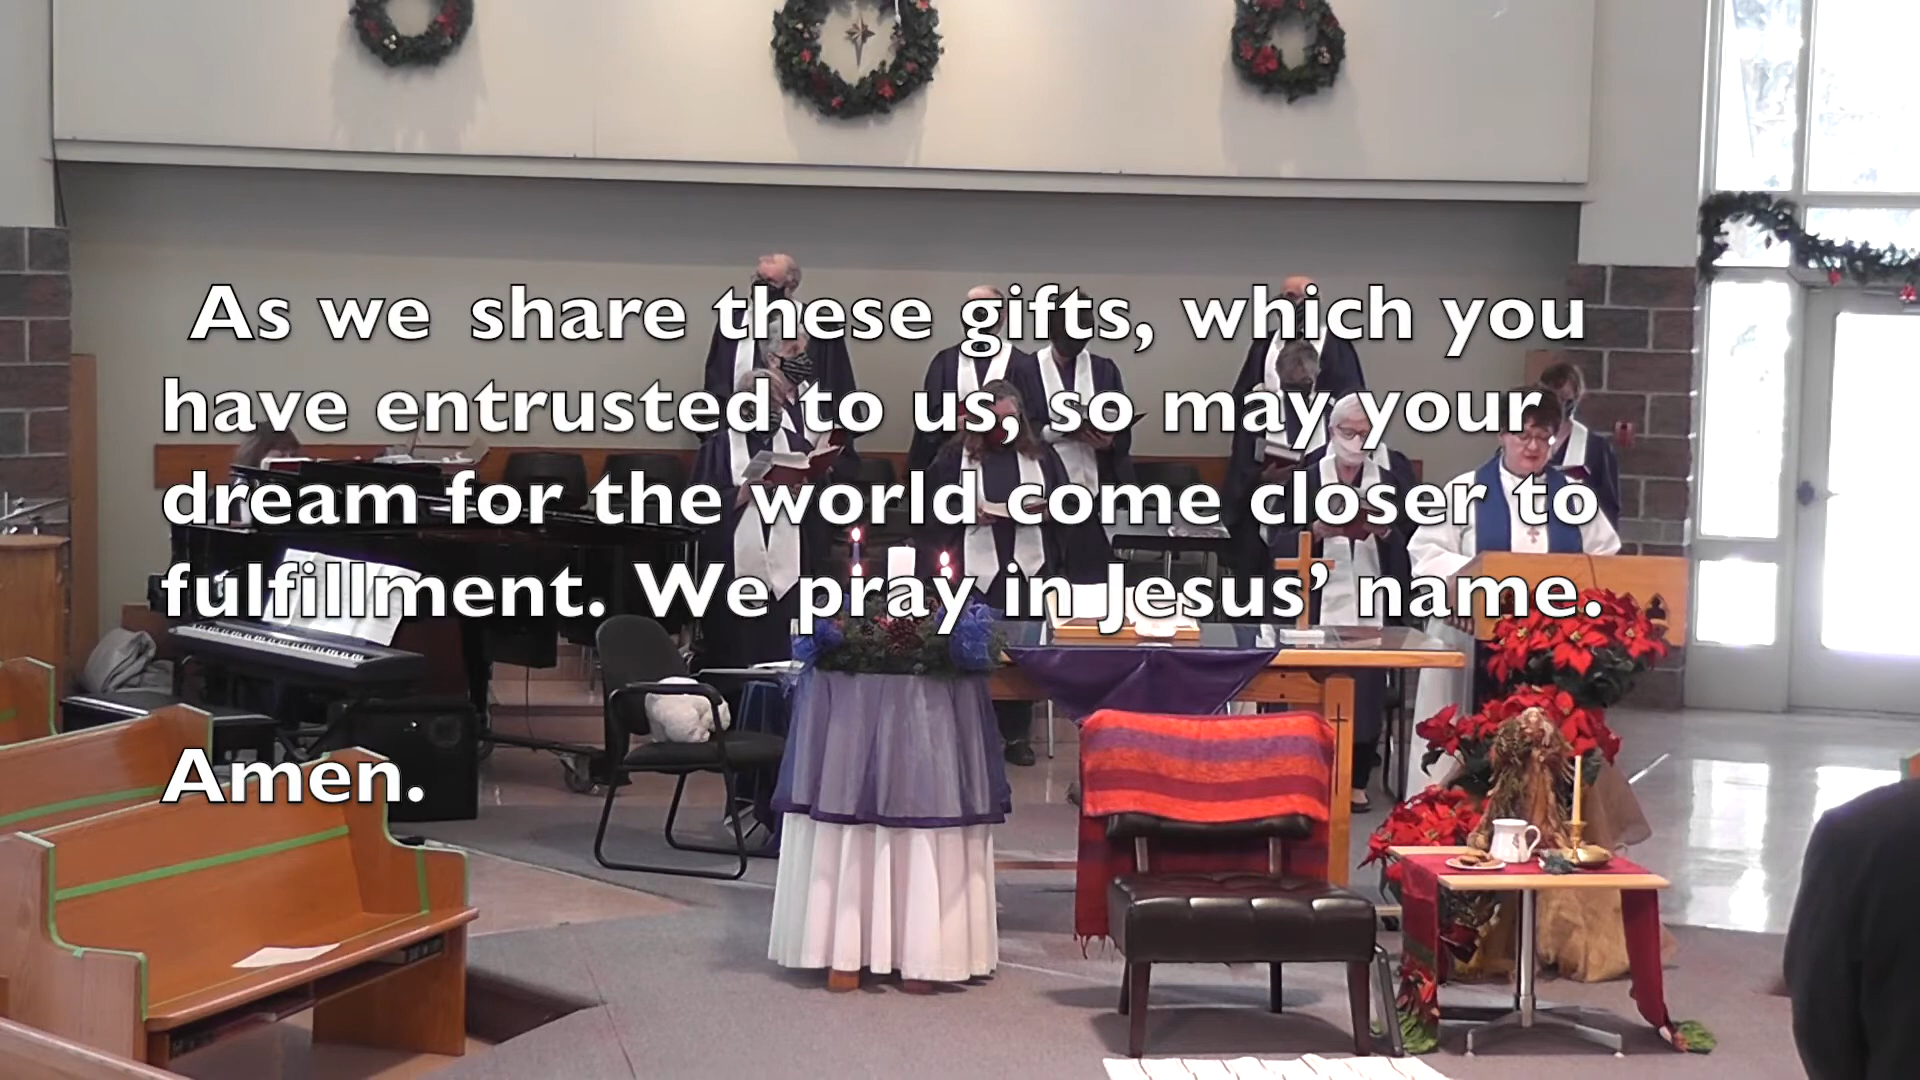 As we share these gifts, which you
have entrusted to us, so may your
dream for the world come closer to
fulfillment. We pray in Jesus’ name.
Amen.